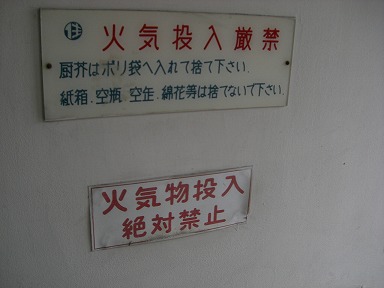 住 火気投入厳禁
厨芥はポリ袋へ入れて捨て下さい.
紙箱.空瓶.空缶.綿花等は捨てないで下さい.
火気物投入
絶対禁止